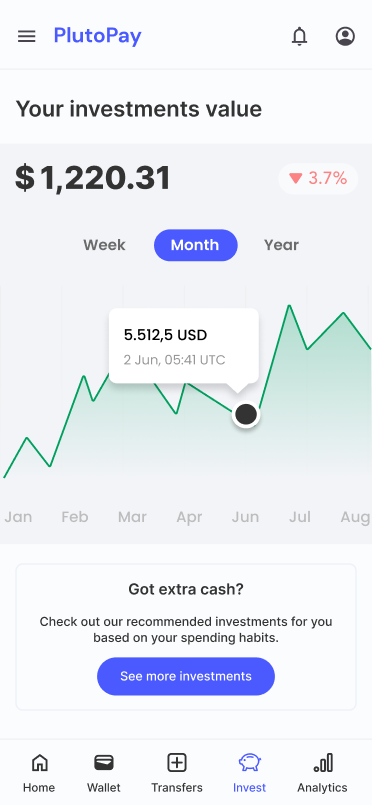 PlutoPay
Your investments value
$1,220.31
▼ 3.7%
Week Month Year
5.512,5 USD
2 Jun, 05:41 UTC
Jan Feb Mar Apr Jun Jul Aug
Got extra cash?
Check out our recommended investments for you
based on your spending habits.
See more investments
Home Wallet Transfers Invest Analytics